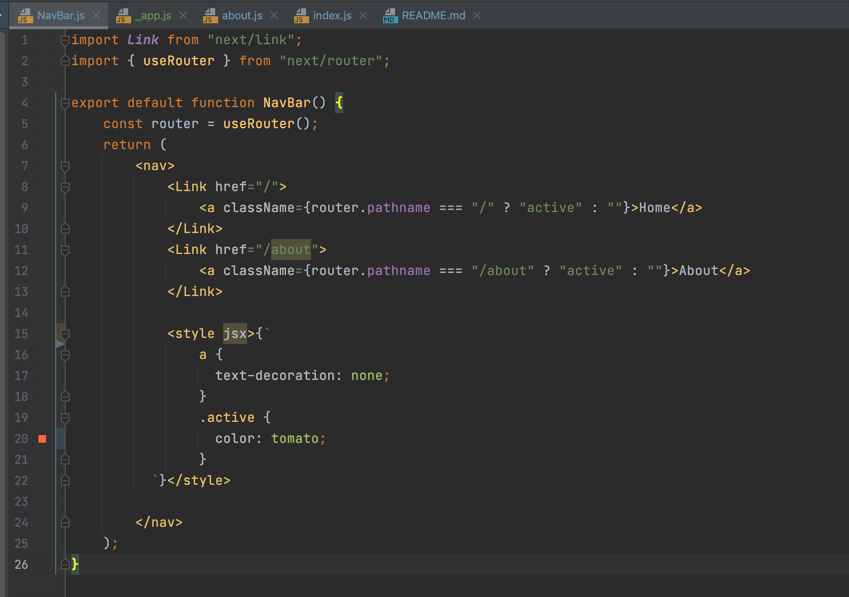 NavBar.js _app.js about.js index.js README.md
1 import Link from "next/link";
2 import { useRouter } from "next/router";
3
4 export default function NavBar() {
5     const router = useRouter();
6     return (
7         <nav>
8             <Link href="/">
9                 <a className={router.pathname === "/" ? "active" : ""}>Home</a>
10             </Link>
11             <Link href="/about">
12                 <a className={router.pathname === "/about" ? "active" : ""}>About</a>
13             </Link>
14
15             <style jsx>{`
16                 a {
17                   text-decoration: none;
18                 }
19                 .active {
20                   color: tomato;
21                 }
22           `}</style>
23
24         </nav>
25     );
26 }